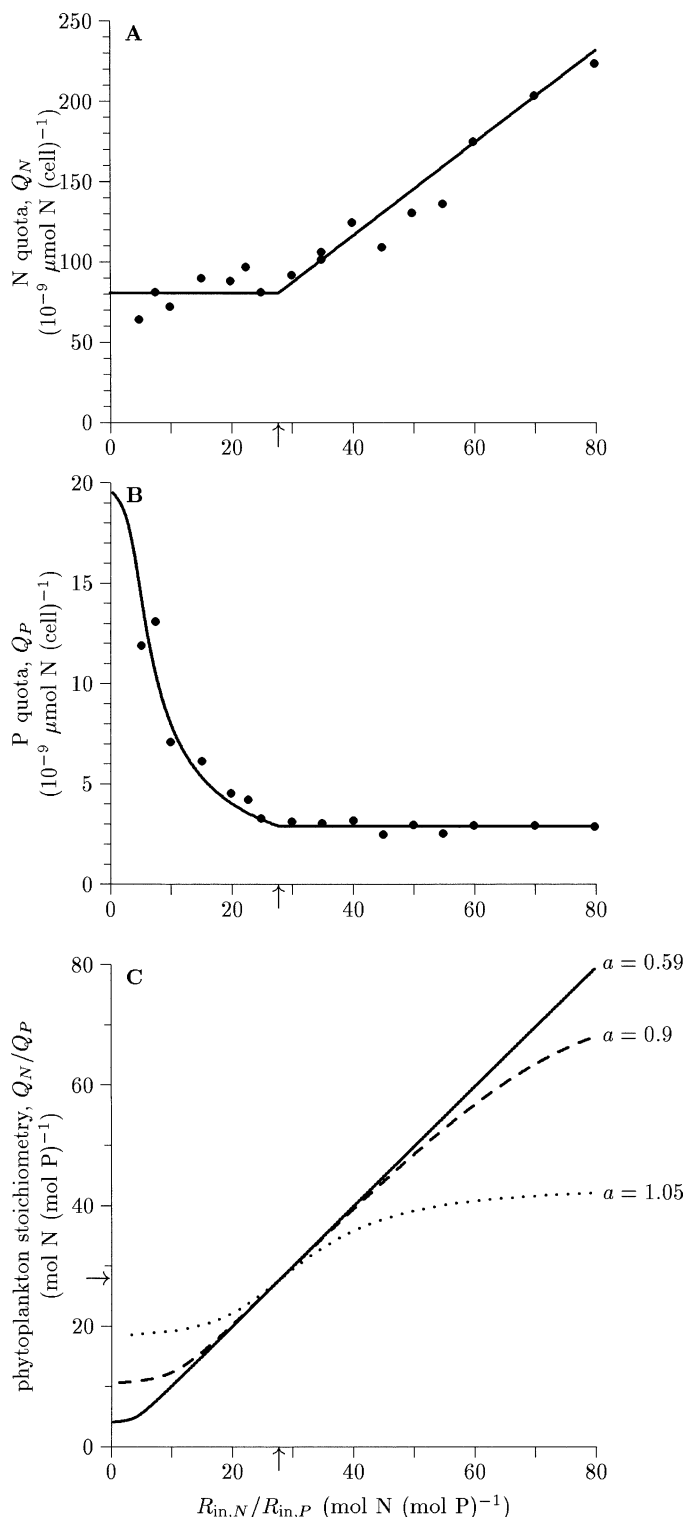 A
250
200
150
100
50
0
N quota, Q_N
(10^−9 μmol N (cell)^−1)
0 20 40 60 80
↑
B
20
15
10
5
0
P quota, Q_P
(10^−9 μmol N (cell)^−1)
0 20 40 60 80
↑
C
80
60
40
20
0
phytoplankton stoichiometry, Q_N/Q_P
(mol N (mol P)^−1)
→
a = 0.59
a = 0.9
a = 1.05
0 20 40 60 80
↑
R_in,N/R_in,P (mol N (mol P)^−1)